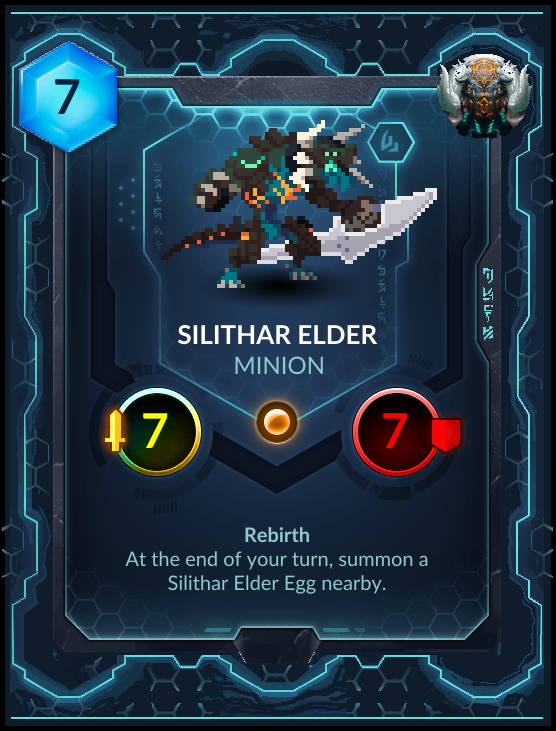 7
SILITHAR ELDER
MINION
7 7
Rebirth
At the end of your turn, summon a
Silithar Elder Egg nearby.